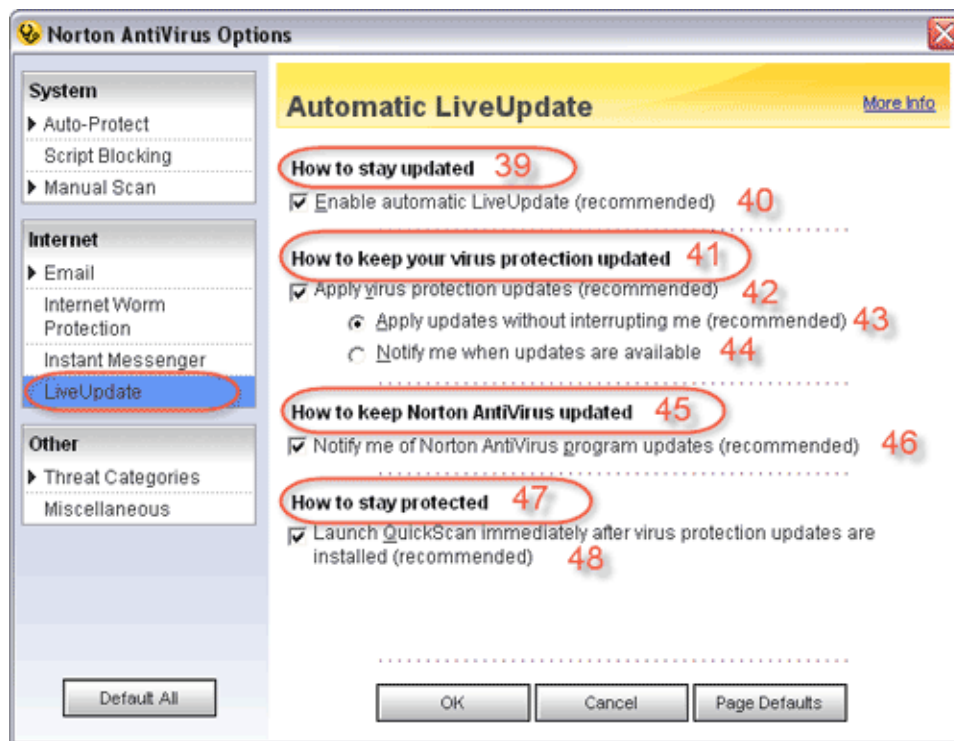 Norton AntiVirus Options
System
Auto-Protect
Script Blocking
Manual Scan
Internet
Email
Internet Worm
Protection
Instant Messenger
LiveUpdate
Other
Threat Categories
Miscellaneous
Default All
Automatic LiveUpdate
More Info
How to stay updated 39
Enable automatic LiveUpdate (recommended) 40
How to keep your virus protection updated 41
Apply virus protection updates (recommended) 42
Apply updates without interrupting me (recommended) 43
Notify me when updates are available 44
How to keep Norton AntiVirus updated 45
Notify me of Norton AntiVirus program updates (recommended) 46
How to stay protected 47
Launch QuickScan immediately after virus protection updates are
installed (recommended) 48
OK
Cancel
Page Defaults